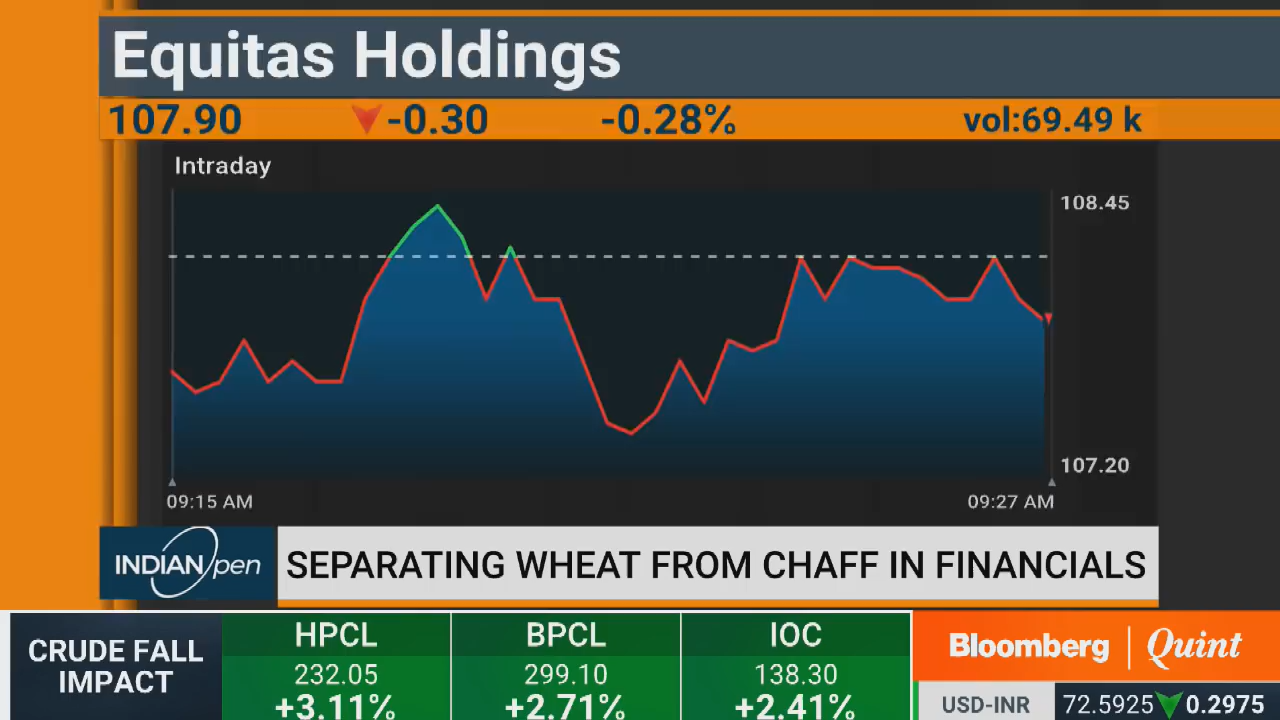 Equitas Holdings
107.90 -0.30 -0.28% vol:69.49 k
Intraday
108.45
107.20
09:15 AM 09:27 AM
INDIAN Open SEPARATING WHEAT FROM CHAFF IN FINANCIALS
CRUDE FALL
IMPACT
HPCL
232.05
+3.11%
BPCL
299.10
+2.71%
IOC
138.30
+2.41%
Bloomberg | Quint
USD-INR 72.5925 0.2975